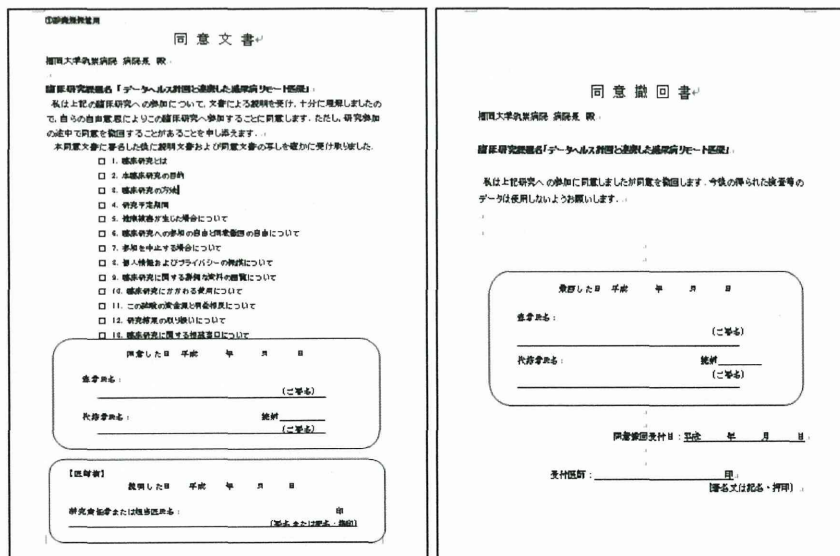 ①診療録保管用
同 意 文 書
福岡大学筑紫病院 病院長 殿
臨床研究課題名「データヘルス計画と連携した糖尿病リモート医療」
私は上記の臨床研究への参加について、文書による説明を受け、十分に理解しましたの
で、自らの自由意思によりこの臨床研究へ参加することに同意します。ただし、研究参加
の途中で同意を撤回することがあることを申し添えます。
本同意文書に署名した後に説明文書および同意文書の写しを確かに受け取りました。
□ 1. 臨床研究とは
□ 2. 本臨床研究の目的
□ 3. 臨床研究の方法
□ 4. 研究予定期間
□ 5. 健康被害が生じた場合について
□ 6. 臨床研究への参加の自由と同意撤回の自由について
□ 7. 参加を中止する場合について
□ 8. 個人情報およびプライバシーの保護について
□ 9. 臨床研究に関する詳細な資料の閲覧について
□ 10. 臨床研究にかかわる費用について
□ 11. この試験の資金源と利益相反について
□ 12. 研究結果の取り扱いについて
□ 13. 臨床研究に関する相談窓口について
同意した日 平成 年 月 日
患者氏名:
(ご署名)
代諾者氏名: 続柄
(ご署名)
【医師欄】
説明した日 平成 年 月 日
研究責任者または担当医氏名: 印
(署名または記名・捺印)
同 意 撤 回 書
福岡大学筑紫病院 病院長 殿
臨床研究課題名「データヘルス計画と連携した糖尿病リモート医療」
私は上記研究への参加に同意しましたが同意を撤回します。今後の得られた検査等の
データは使用しないようお願いします。
撤回した日 平成 年 月 日
患者氏名:
(ご署名)
代諾者氏名: 続柄
(ご署名)
同意撤回受付日:平成 年 月 日
受付医師: 印
(署名又は記名・押印)